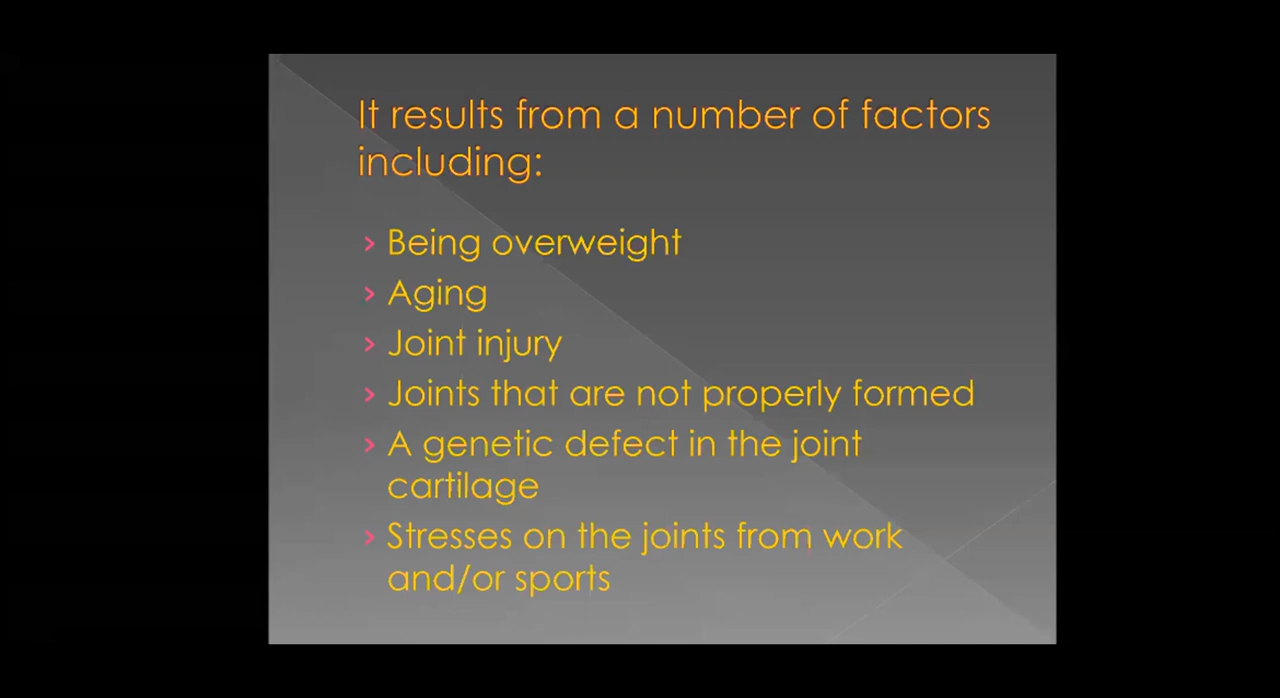 It results from a number of factors
including:
› Being overweight
› Aging
› Joint injury
› Joints that are not properly formed
› A genetic defect in the joint
cartilage
› Stresses on the joints from work
and/or sports